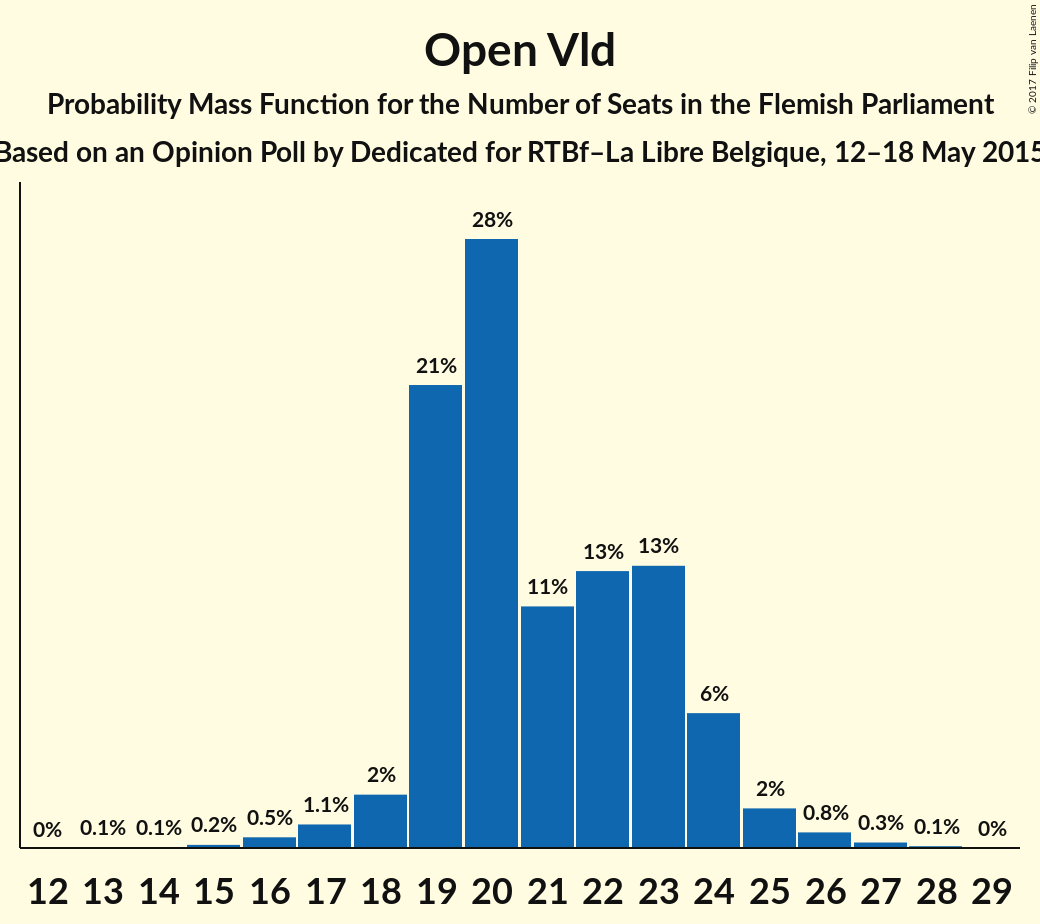 Open Vld
Probability Mass Function for the Number of Seats in the Flemish Parliament
Based on an Opinion Poll by Dedicated for RTBf–La Libre Belgique, 12–18 May 2015
© 2017 Filip van Laenen
0% 0.1% 0.1% 0.2% 0.5% 1.1% 2% 21% 28% 11% 13% 13% 6% 2% 0.8% 0.3% 0.1% 0%
12 13 14 15 16 17 18 19 20 21 22 23 24 25 26 27 28 29